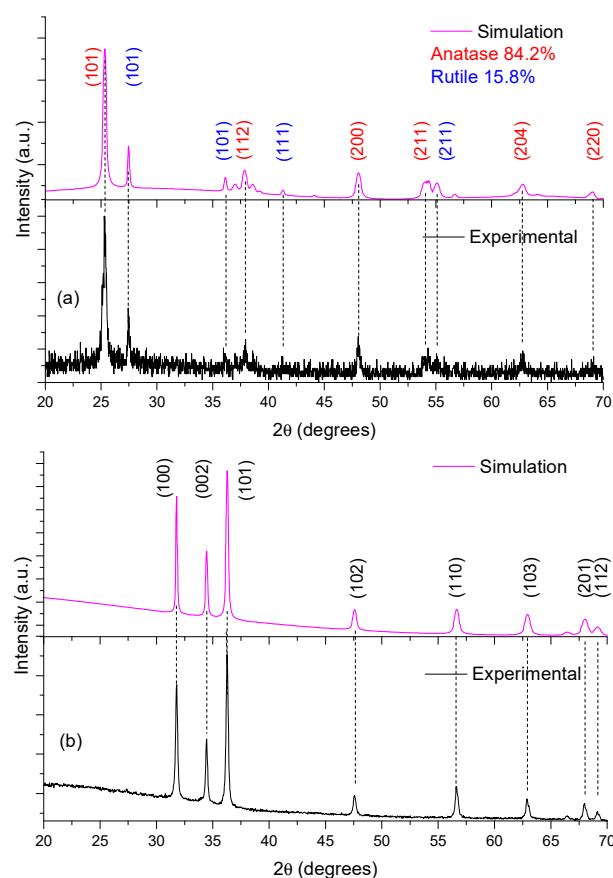 Simulation
Anatase 84.2%
Rutile 15.8%
(101)
(101)
(101)
(112)
(111)
(200)
(211)
(211)
(204)
(220)
Intensity (a.u.)
Experimental
(a)
20 25 30 35 40 45 50 55 60 65 70
2θ (degrees)
(100)
(002)
(101)
Simulation
(102)
(110)
(103)
(201)
(112)
Intensity (a.u.)
Experimental
(b)
20 25 30 35 40 45 50 55 60 65 70
2θ (degrees)